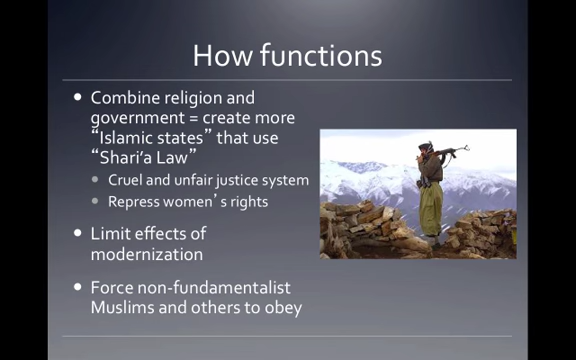 How functions
Combine religion and
government = create more
“Islamic states” that use
“Shari’a Law”
Cruel and unfair justice system
Repress women’s rights
Limit effects of
modernization
Force non-fundamentalist
Muslims and others to obey